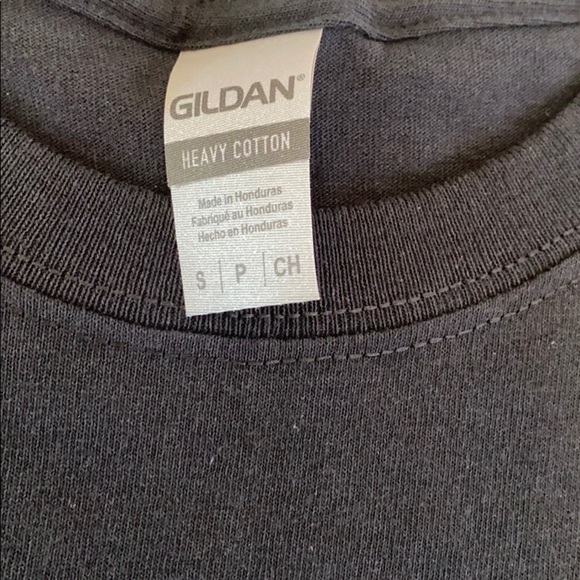 GILDAN®
HEAVY COTTON
Made in Honduras
Fabriqué au Honduras
Hecho en Honduras
S | P | CH